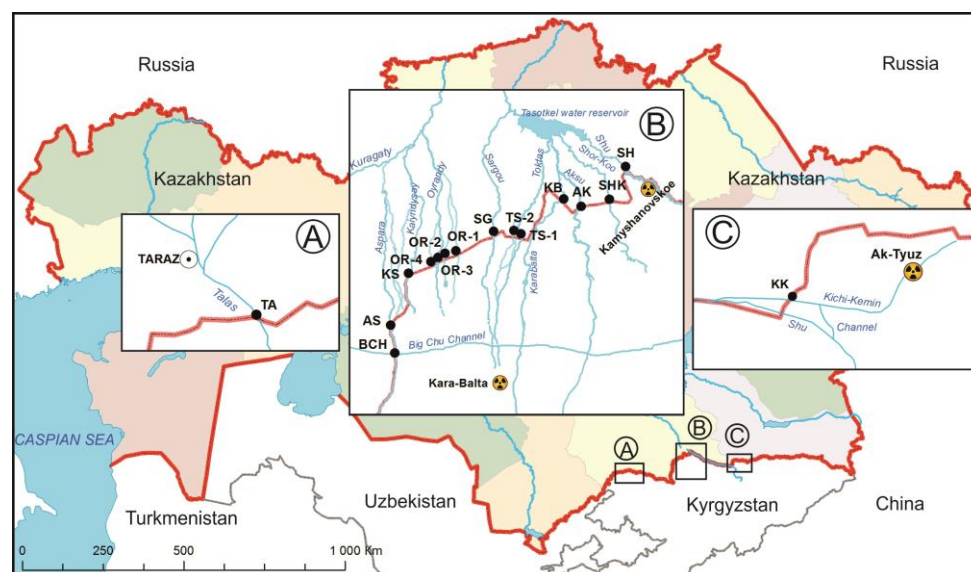 Russia
Russia
Kazakhstan
Kazakhstan
A
TARAZ
Talas
TA
B
Tasotkel water reservoir
Kuragaty
Shu
Shor-Koo
SH
Toktas
Aksu
Sargou
Oyrandy
Kalyndysay
Aspara
KB
AK
SHK
Kamyshanovskoe
SG
TS-2
TS-1
OR-1
OR-2
OR-4
OR-3
KS
Karabalta
AS
BCH
Big Chu Channel
Kara-Balta
C
Ak-Tyuz
KK
Kichi-Kemin
Shu
Channel
CASPIAN SEA
A
B
C
Uzbekistan
Kyrgyzstan
China
Turkmenistan
0 250 500 1 000 Km